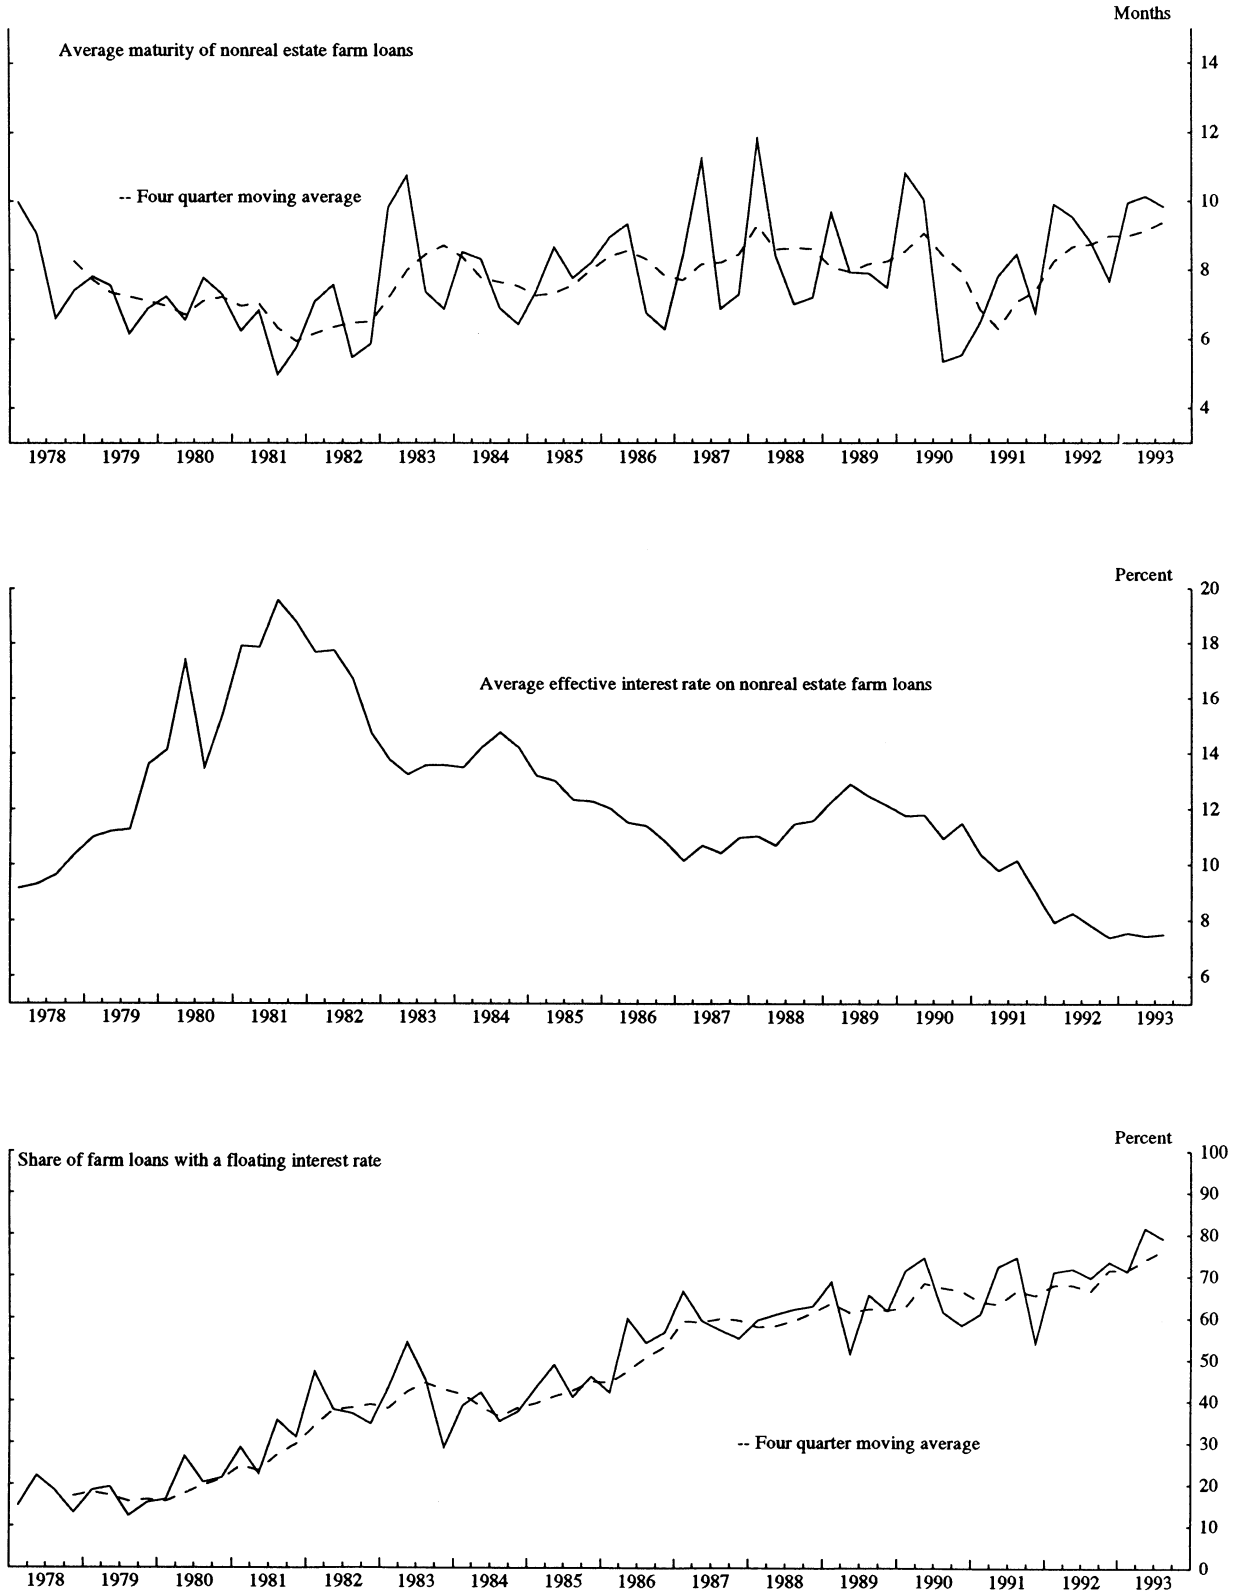 Months
Average maturity of nonreal estate farm loans
14
12
-- Four quarter moving average
10
8
6
4
1978 1979 1980 1981 1982 1983 1984 1985 1986 1987 1988 1989 1990 1991 1992 1993
Percent
20
18
Average effective interest rate on nonreal estate farm loans
16
14
12
10
8
6
1978 1979 1980 1981 1982 1983 1984 1985 1986 1987 1988 1989 1990 1991 1992 1993
Percent
Share of farm loans with a floating interest rate
100
90
80
70
60
50
40
-- Four quarter moving average
30
20
10
0
1978 1979 1980 1981 1982 1983 1984 1985 1986 1987 1988 1989 1990 1991 1992 1993